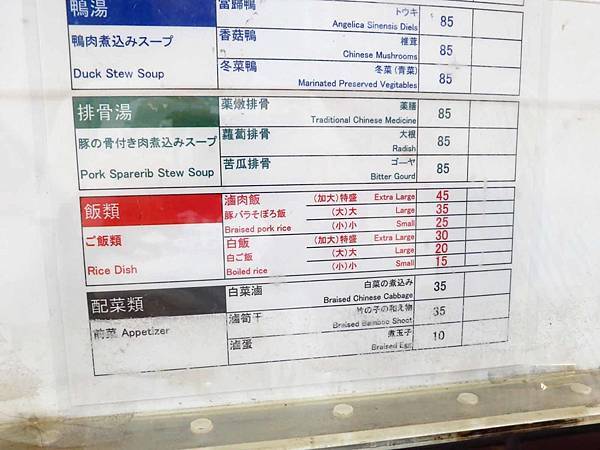 鴨湯
鴨肉煮込みスープ
Duck Stew Soup
當歸鴨 トウキ
Angelica Sinensis Diels 85
香菇鴨 椎茸
Chinese Mushrooms 85
冬菜鴨 冬菜(青菜)
Marinated Preserved Vegitables 85
排骨湯
豚の骨付き肉煮込みスープ
Pork Sparerib Stew Soup
薬燉排骨 薬膳
Traditional Chinese Medicine 85
蘿蔔排骨 大根
Radish 85
苦瓜排骨 ゴーヤ
Bitter Gourd 85
飯類
ご飯類
Rice Dish
滷肉飯 (加大)特盛 Extra Large 45
豚バラそぼろ飯 (大)大 Large 35
Braised pork rice (小)小 Small 25
白飯 (加大)特盛 Extra Large 30
白ご飯 (大)大 Large 20
Boiled rice (小)小 Small 15
配菜類
前菜 Appetizer
白菜滷 白菜の煮込み
Braised Chinese Cabbage 35
滷筍干 竹の子の和え物
Braised Bamboo Shoot 35
滷蛋 煮玉子
Braised Egg 10